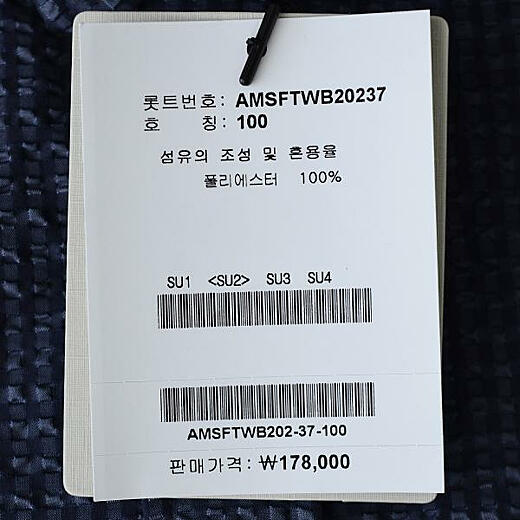 롯트번호: AMSFTWB20237
호 칭: 100
섬유의 조성 및 혼용율
폴리에스터 100%
SU1 <SU2> SU3 SU4
AMSFTWB202-37-100
판매가격: ₩178,000